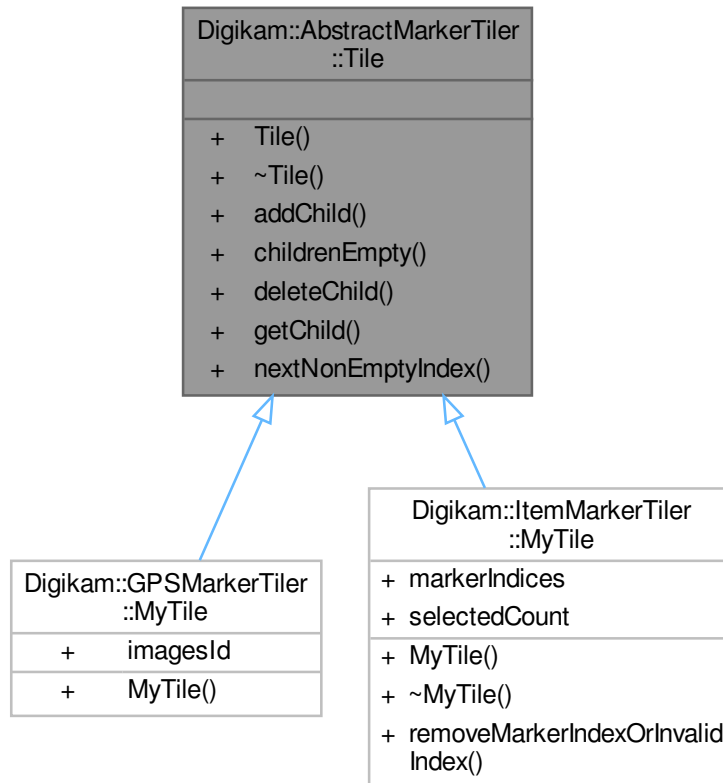 Digikam::AbstractMarkerTiler
::Tile
+ Tile()
+ ~Tile()
+ addChild()
+ childrenEmpty()
+ deleteChild()
+ getChild()
+ nextNonEmptyIndex()
Digikam::GPSMarkerTiler
::MyTile
+ imagesId
+ MyTile()
Digikam::ItemMarkerTiler
::MyTile
+ markerIndices
+ selectedCount
+ MyTile()
+ ~MyTile()
+ removeMarkerIndexOrInvalid
Index()